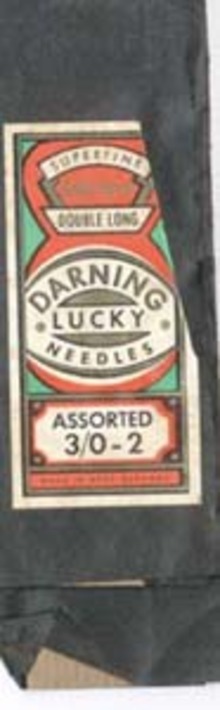 SUPERFINE
DOUBLE LONG
DARNING
LUCKY
NEEDLES
ASSORTED
3/0-2